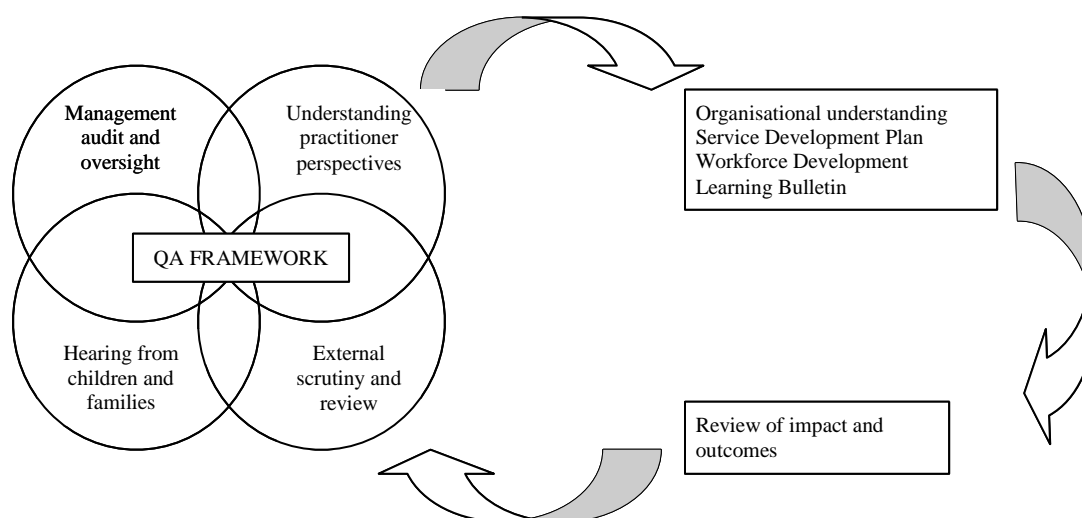 Management
audit and
oversight
Understanding
practitioner
perspectives
QA FRAMEWORK
Hearing from
children and
families
External
scrutiny and
review
Organisational understanding
Service Development Plan
Workforce Development
Learning Bulletin
Review of impact and
outcomes